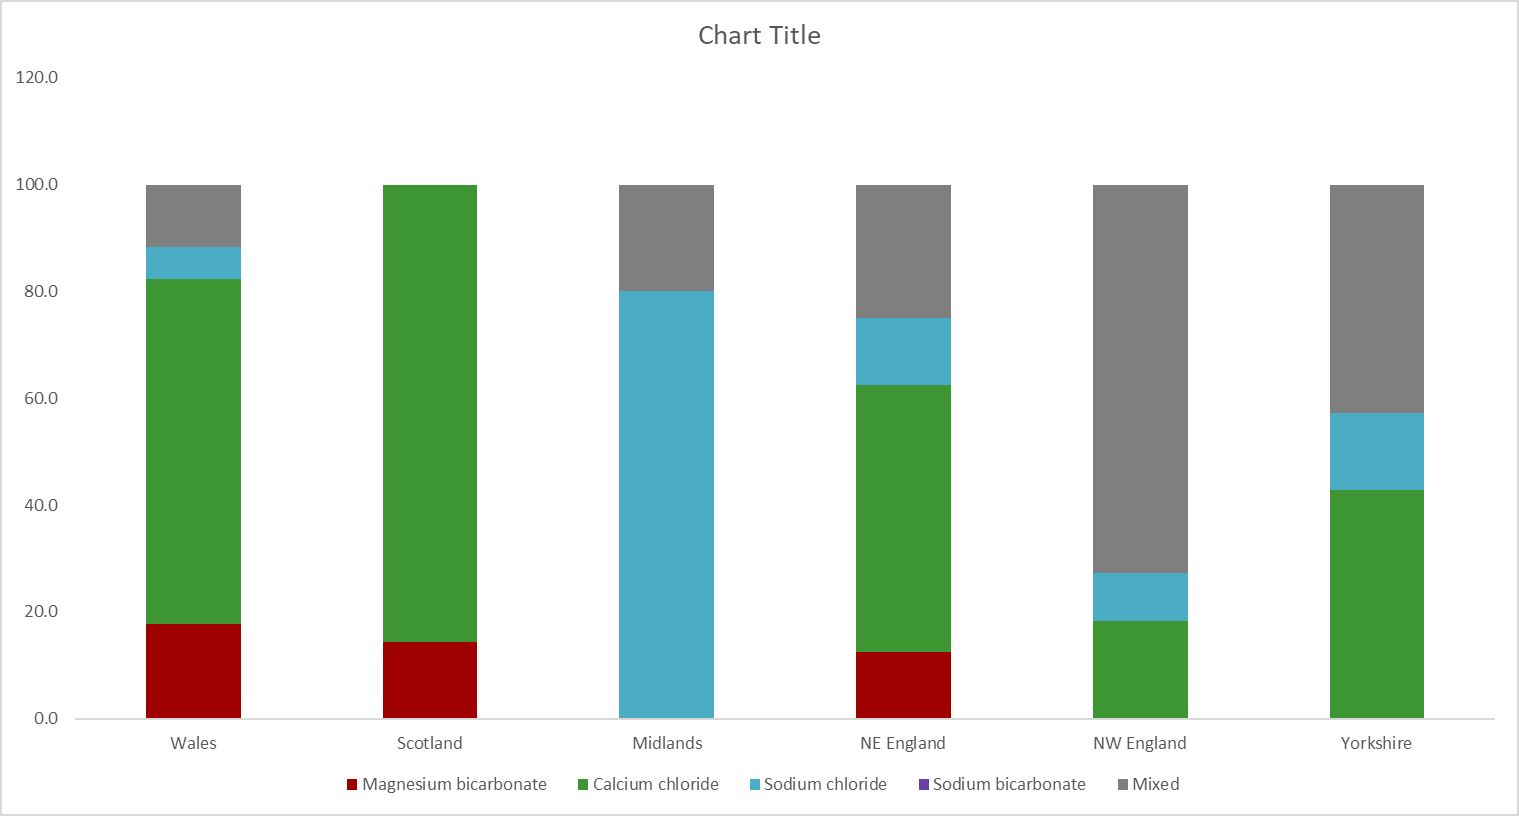 Chart Title
120.0
100.0
80.0
60.0
40.0
20.0
0.0
Wales Scotland Midlands NE England NW England Yorkshire
Magnesium bicarbonate Calcium chloride Sodium chloride Sodium bicarbonate Mixed